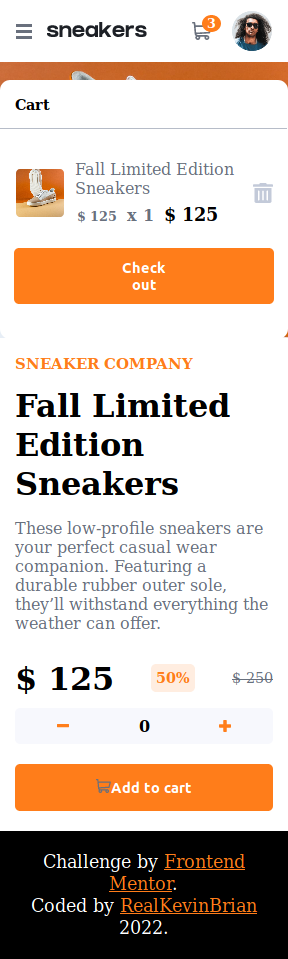 sneakers
3
Cart
Fall Limited Edition
Sneakers
$ 125 x 1 $ 125
Check
out
SNEAKER COMPANY
Fall Limited
Edition
Sneakers
These low-profile sneakers are
your perfect casual wear
companion. Featuring a
durable rubber outer sole,
they’ll withstand everything the
weather can offer.
$ 125 50% $ 250
0
Add to cart
Challenge by Frontend
Mentor.
Coded by RealKevinBrian
2022.